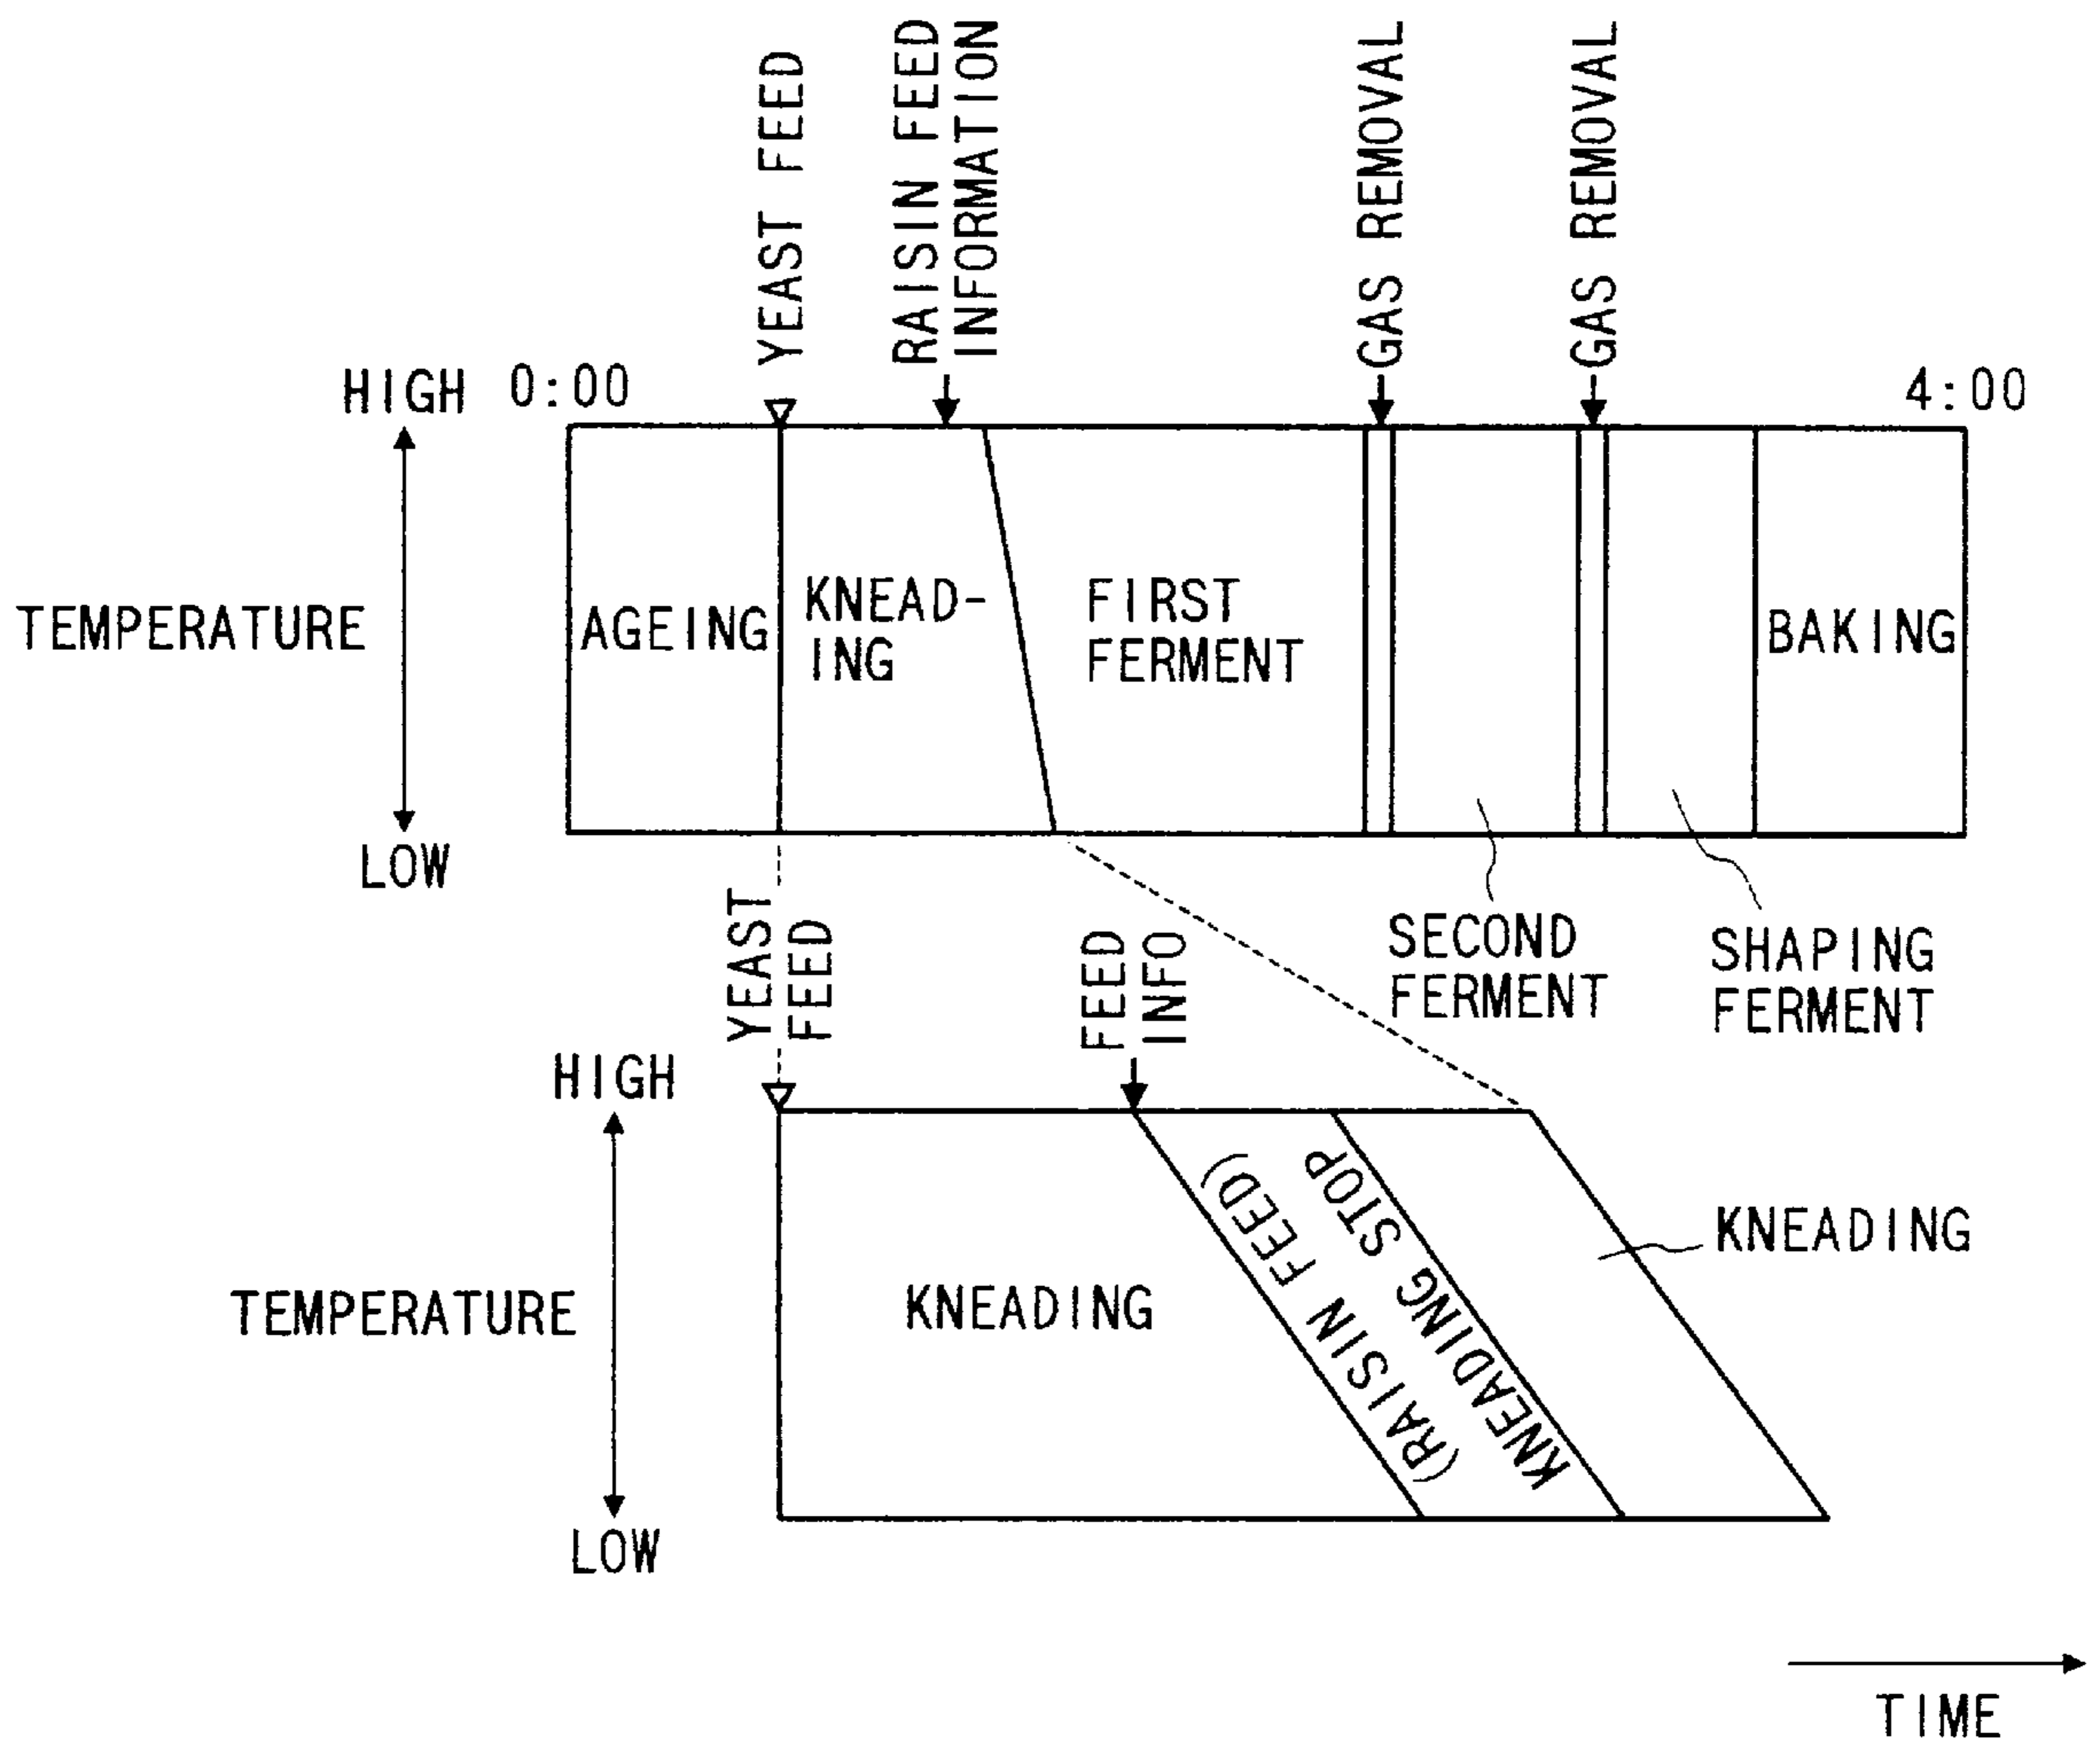 YEAST FEED
RAISIN FEED
INFORMATION
GAS REMOVAL
GAS REMOVAL
HIGH
0:00
4:00
TEMPERATURE
AGEING
KNEAD-
ING
FIRST
FERMENT
BAKING
LOW
YEAST
FEED
FEED
INFO
SECOND
FERMENT
SHAPING
FERMENT
HIGH
TEMPERATURE
KNEADING
(RAISIN FEED)
KNEADING STOP
KNEADING
LOW
TIME